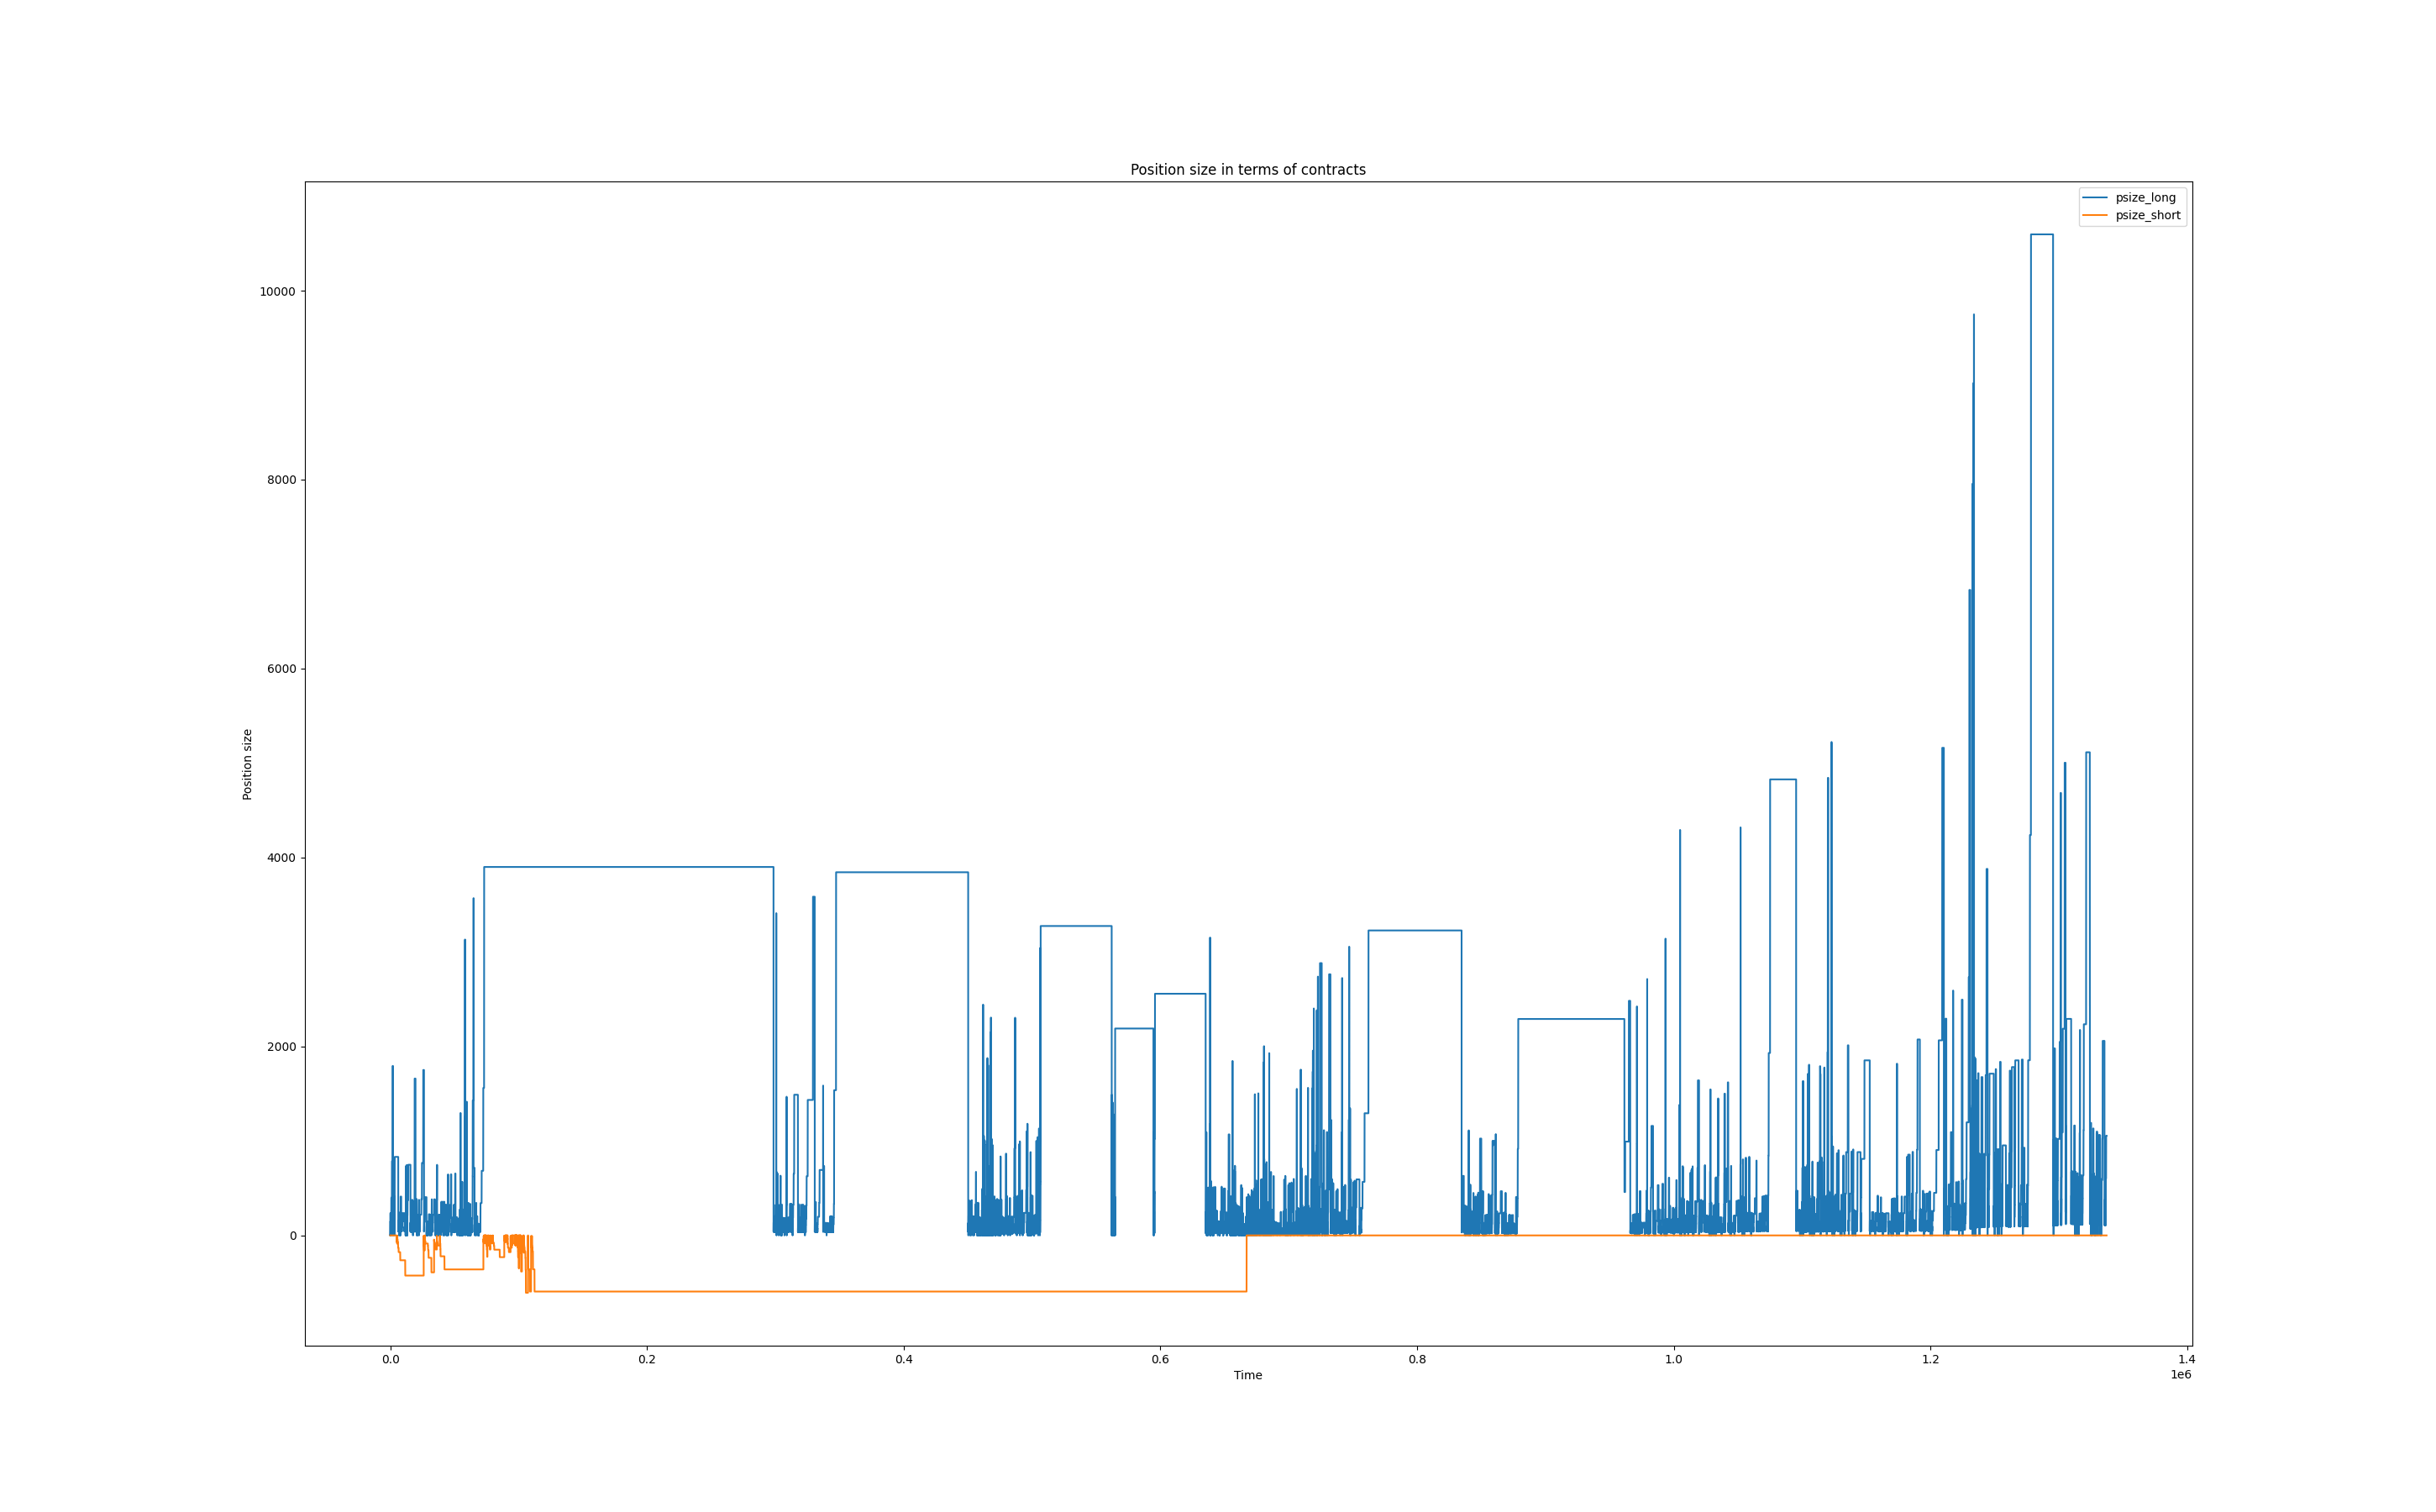 Position size in terms of contracts
psize_long
psize_short
10000
8000
6000
4000
2000
0
Position size
0.0 0.2 0.4 0.6 0.8 1.0 1.2 1.4
Time
1e6